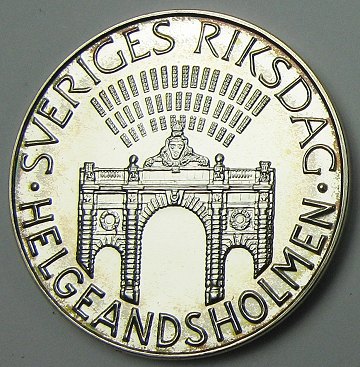 SVERIGES RIKSDAG
· HELGEANDSHOLMEN ·